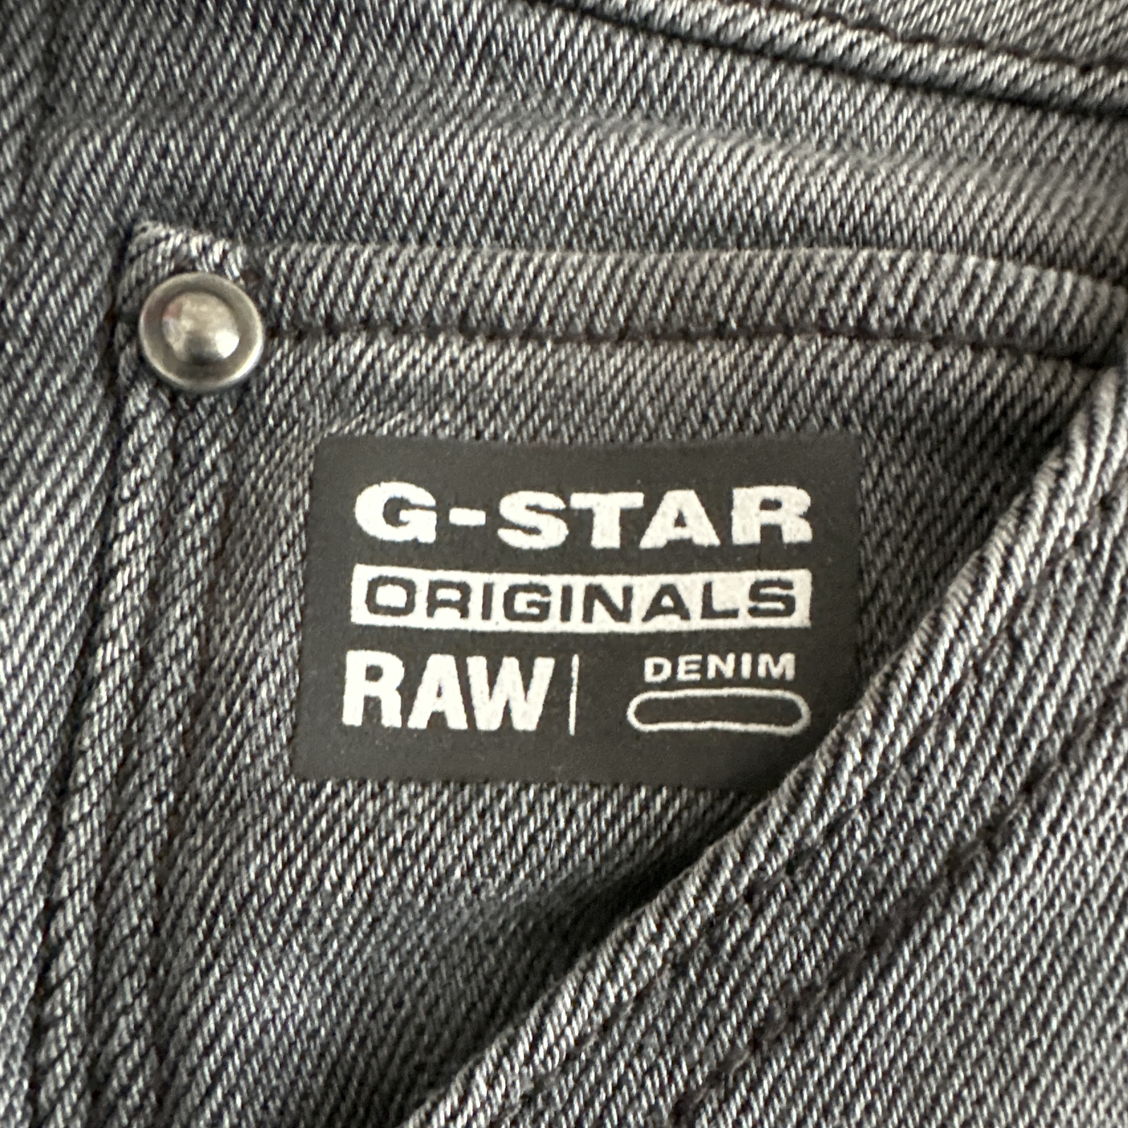 G-STAR
ORIGINALS
RAW | DENIM